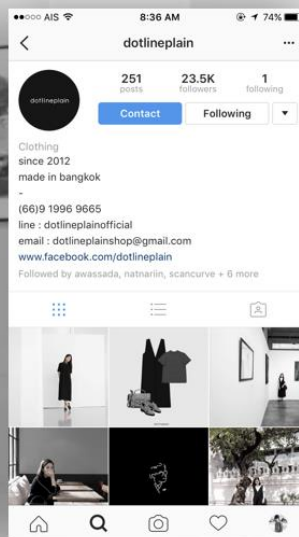 AIS 8:36 AM 74%
dotlineplain
dotlineplain
251 23.5K 1
posts followers following
Contact Following
Clothing
since 2012
made in bangkok
-
(66)9 1996 9665
line : dotlineplainofficial
email : dotlineplainshop@gmail.com
www.facebook.com/dotlineplain
Followed by awassada, natnariin, scancurve + 6 more